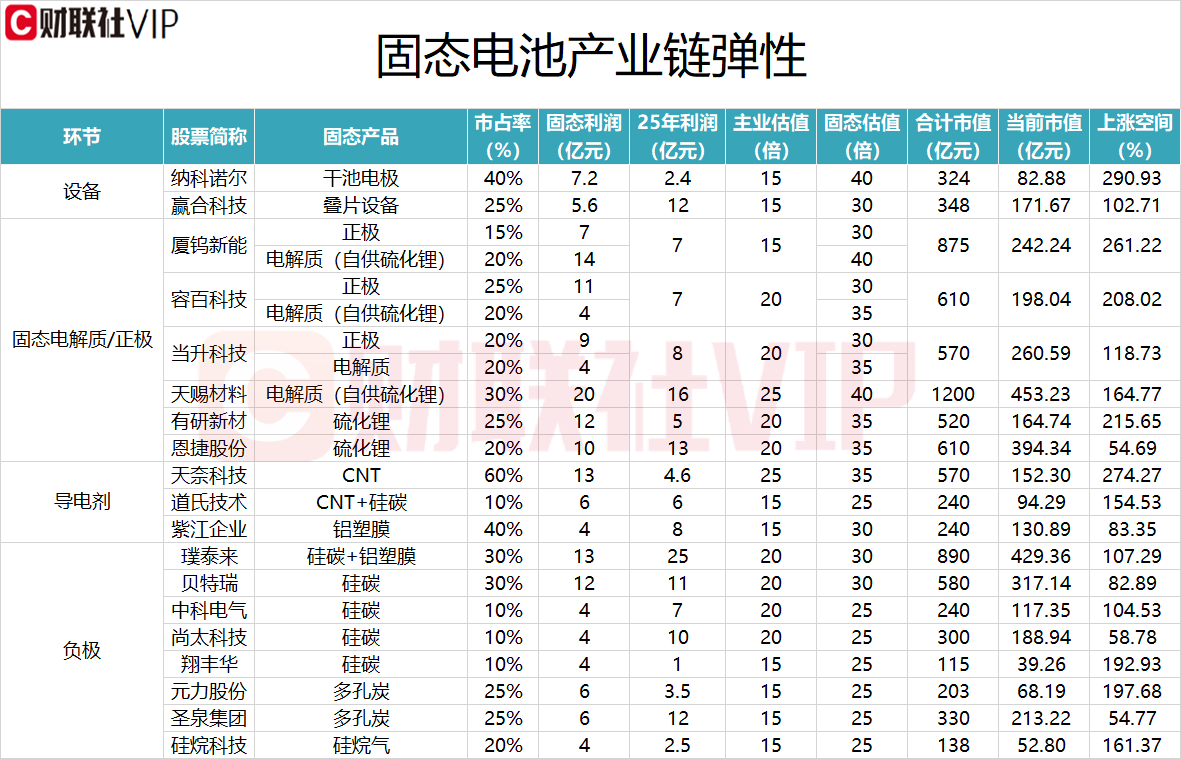 财联社VIP
固态电池产业链弹性
环节 股票简称 固态产品 市占率（%） 固态利润（亿元） 25年利润（亿元） 主业估值（倍） 固态估值（倍） 合计市值（亿元） 当前市值（亿元） 上涨空间（%）
设备 纳科诺尔 干池电极 40% 7.2 2.4 15 40 324 82.88 290.93
赢合科技 叠片设备 25% 5.6 12 15 30 348 171.67 102.71
固态电解质/正极 厦钨新能 正极 15% 7 7 15 30 875 242.24 261.22
电解质（自供硫化锂） 20% 14 40
容百科技 正极 25% 11 7 20 30 610 198.04 208.02
电解质（自供硫化锂） 20% 4 35
当升科技 正极 20% 9 8 20 30 570 260.59 118.73
电解质 20% 4 35
天赐材料 电解质（自供硫化锂） 30% 20 16 25 40 1200 453.23 164.77
有研新材 硫化锂 25% 12 5 20 35 520 164.74 215.65
恩捷股份 硫化锂 20% 10 13 20 35 610 394.34 54.69
导电剂 天奈科技 CNT 60% 13 4.6 25 35 570 152.30 274.27
道氏技术 CNT+硅碳 10% 6 6 15 25 240 94.29 154.53
紫江企业 铝塑膜 40% 4 8 15 30 240 130.89 83.35
负极 璞泰来 硅碳+铝塑膜 30% 13 25 20 30 890 429.36 107.29
贝特瑞 硅碳 30% 12 11 20 30 580 317.14 82.89
中科电气 硅碳 10% 4 7 20 25 240 117.35 104.53
尚太科技 硅碳 10% 4 10 20 25 300 188.94 58.78
翔丰华 硅碳 10% 4 1 15 25 115 39.26 192.93
元力股份 多孔炭 25% 6 3.5 15 25 203 68.19 197.68
圣泉集团 多孔炭 25% 6 12 15 25 330 213.22 54.77
硅烷科技 硅烷气 20% 4 2.5 15 25 138 52.80 161.37
财联社VIP